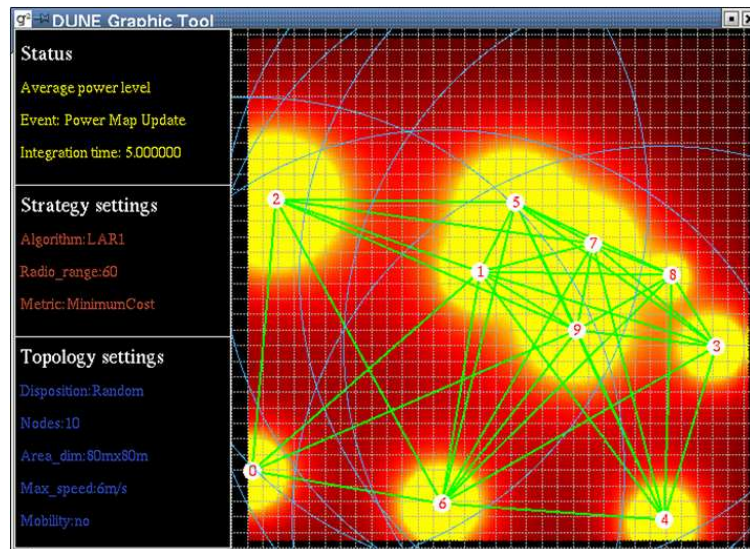 DUNE Graphic Tool
Status
Average power level
Event: Power Map Update
Integration time: 5.000000
Strategy settings
Algorithm:LAR1
Radio_range:60
Metric:MinimumCost
Topology settings
Disposition:Random
Nodes:10
Area_dim:80mx80m
Max_speed:6m/s
Mobility:no
2
5
7
1
8
9
3
0
6
4